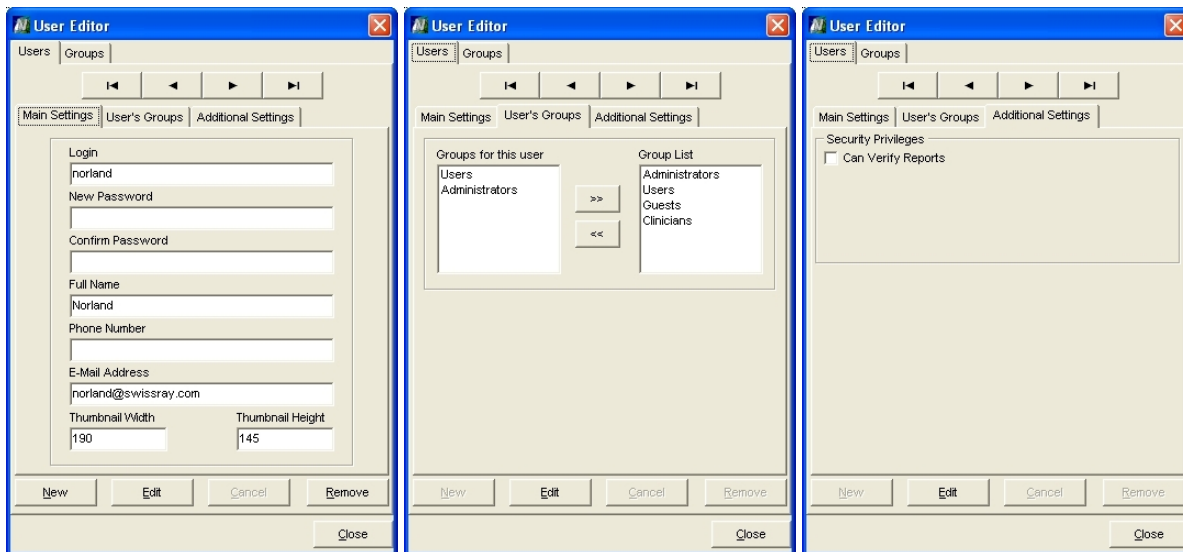 User Editor
Users Groups
Main Settings User's Groups Additional Settings
Login
norland
New Password
Confirm Password
Full Name
Norland
Phone Number
E-Mail Address
norland@swissray.com
Thumbnail Width Thumbnail Height
190 145
New Edit Cancel Remove
Close
User Editor
Users Groups
Main Settings User's Groups Additional Settings
Groups for this user Group List
Users Administrators
Administrators Users
>> Guests
<< Clinicians
New Edit Cancel Remove
Close
User Editor
Users Groups
Main Settings User's Groups Additional Settings
Security Privileges
Can Verify Reports
New Edit Cancel Remove
Close